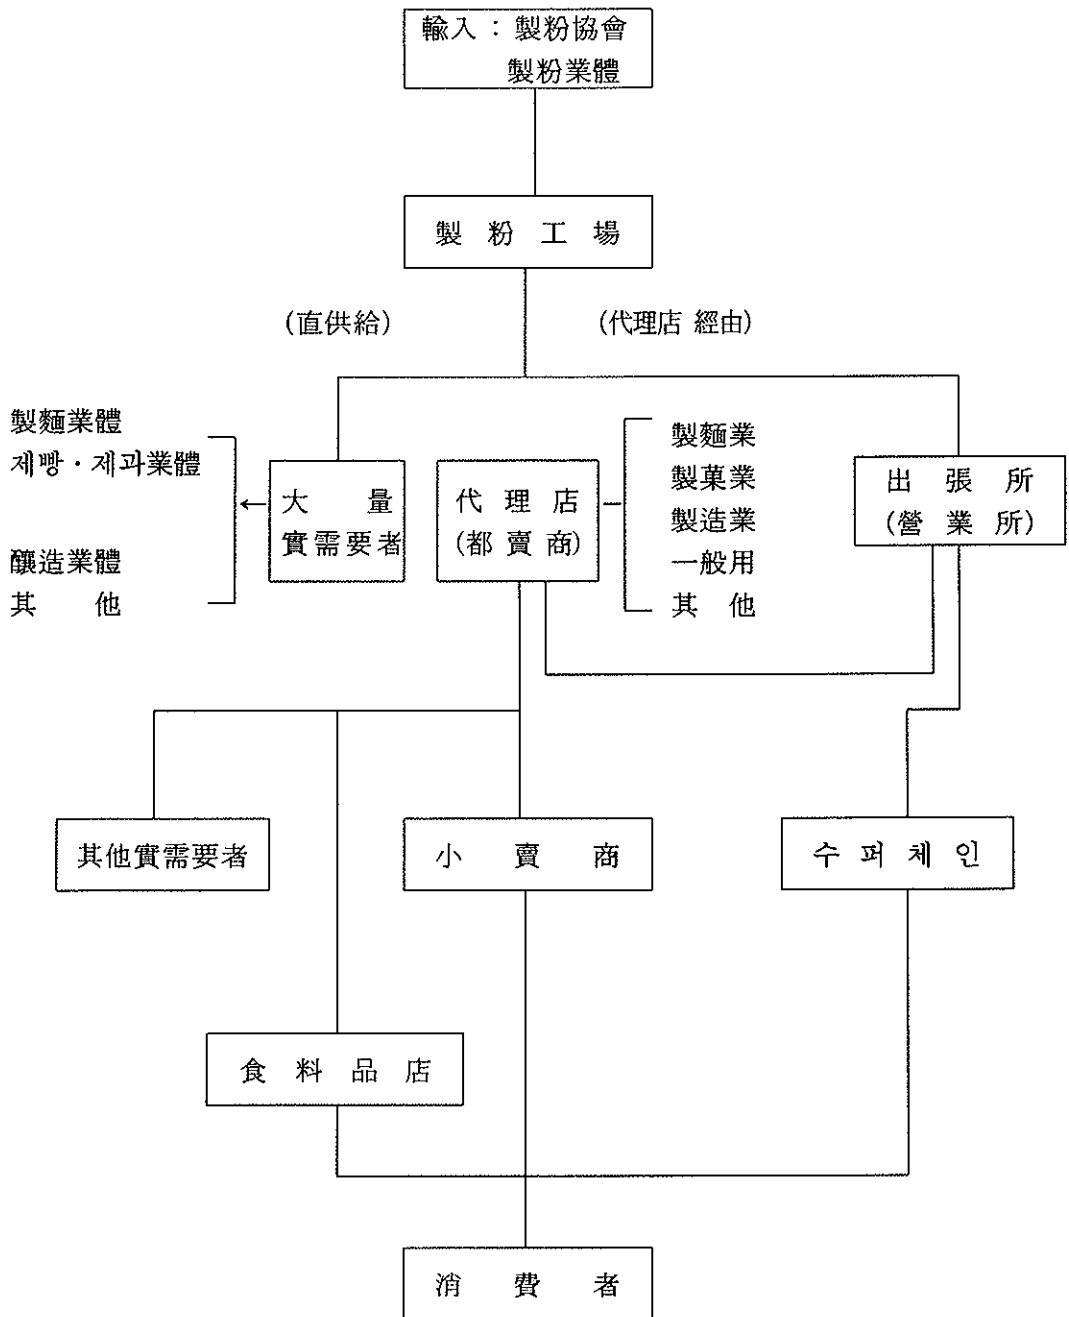 輸入 : 製粉協會
製粉業體
製 粉 工 場
(直供給)
(代理店 經由)
製麵業體
제빵·제과業體
釀造業體
其 他
大 量
實需要者
代 理 店
(都 賣 商)
製麵業
製菓業
製造業
一般用
其 他
出 張 所
(營 業 所)
其他實需要者
小 賣 商
수 퍼 체 인
食 料 品 店
消 費 者